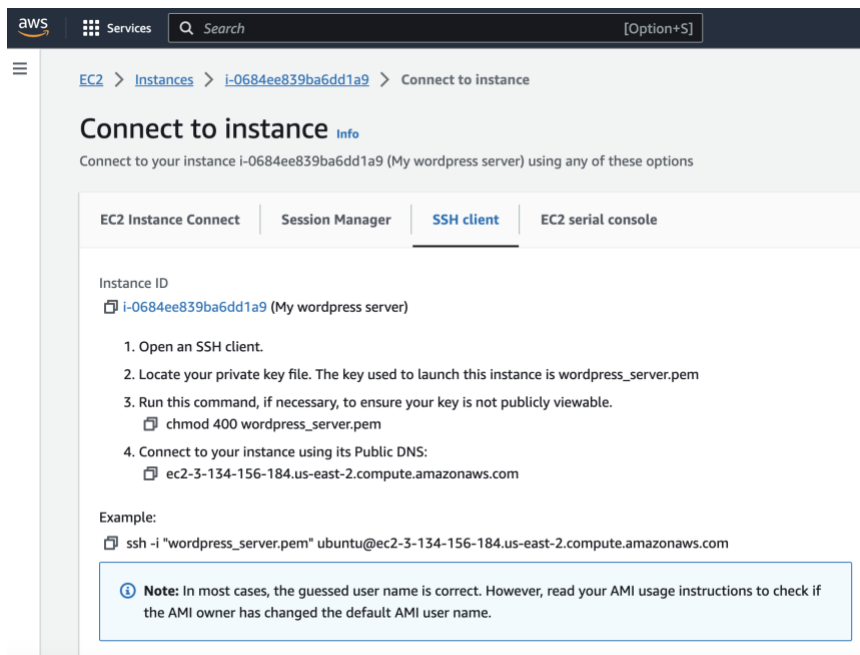 aws
Services
Search [Option+S]
EC2 > Instances > i-0684ee839ba6dd1a9 > Connect to instance
Connect to instance Info
Connect to your instance i-0684ee839ba6dd1a9 (My wordpress server) using any of these options
EC2 Instance Connect
Session Manager
SSH client
EC2 serial console
Instance ID
i-0684ee839ba6dd1a9 (My wordpress server)
1. Open an SSH client.
2. Locate your private key file. The key used to launch this instance is wordpress_server.pem
3. Run this command, if necessary, to ensure your key is not publicly viewable.
chmod 400 wordpress_server.pem
4. Connect to your instance using its Public DNS:
ec2-3-134-156-184.us-east-2.compute.amazonaws.com
Example:
ssh -i "wordpress_server.pem" ubuntu@ec2-3-134-156-184.us-east-2.compute.amazonaws.com
Note: In most cases, the guessed user name is correct. However, read your AMI usage instructions to check if
the AMI owner has changed the default AMI user name.